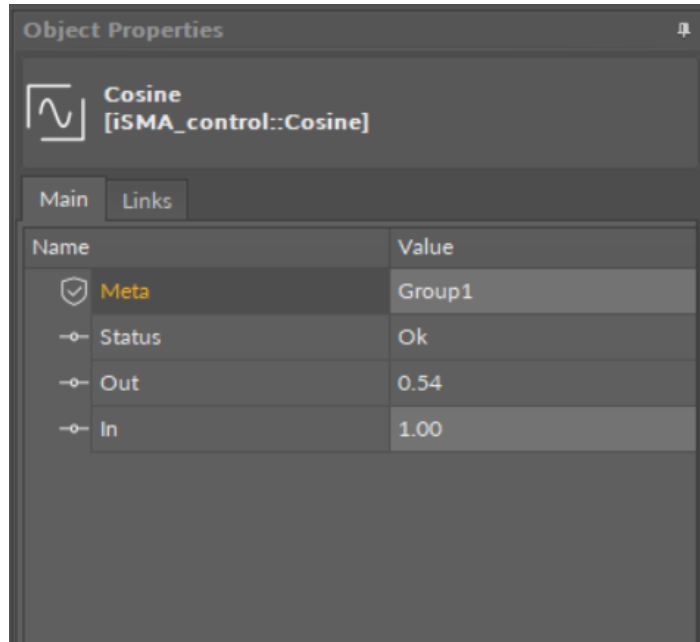 Object Properties
Cosine
[iSMA_control::Cosine]
Main Links
Name Value
Meta Group1
Status Ok
Out 0.54
In 1.00